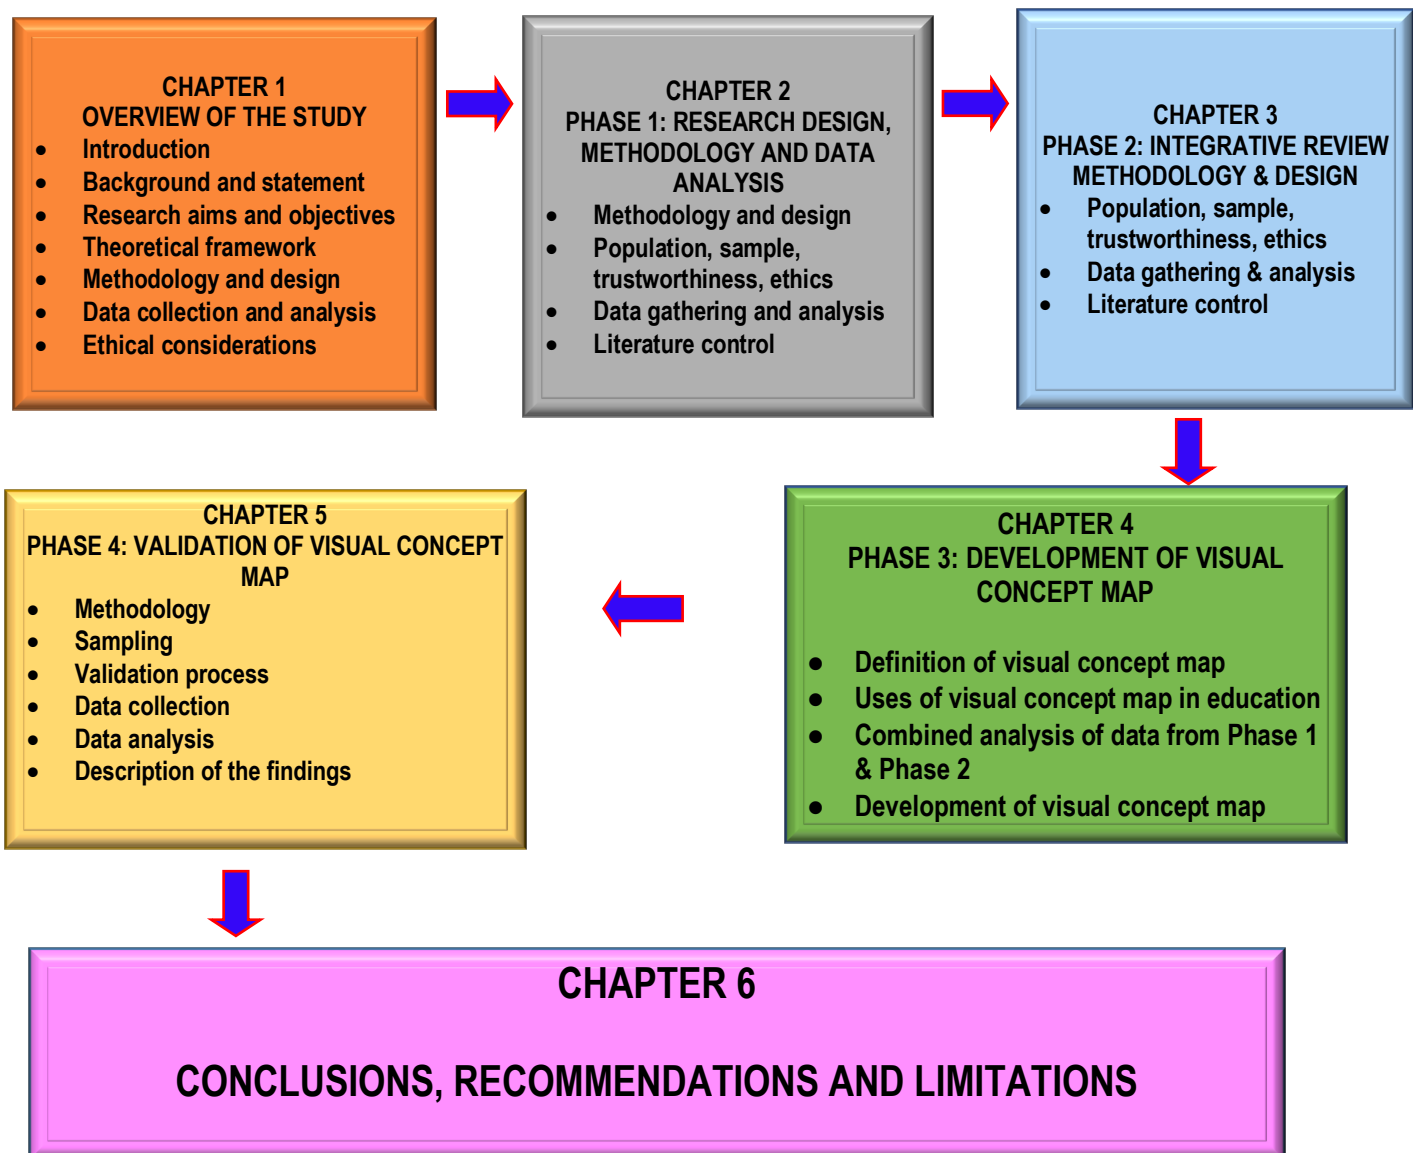 CHAPTER 1
OVERVIEW OF THE STUDY
• Introduction
• Background and statement
• Research aims and objectives
• Theoretical framework
• Methodology and design
• Data collection and analysis
• Ethical considerations
CHAPTER 2
PHASE 1: RESEARCH DESIGN,
METHODOLOGY AND DATA
ANALYSIS
• Methodology and design
• Population, sample,
trustworthiness, ethics
• Data gathering and analysis
• Literature control
CHAPTER 3
PHASE 2: INTEGRATIVE REVIEW
METHODOLOGY & DESIGN
• Population, sample,
trustworthiness, ethics
• Data gathering & analysis
• Literature control
CHAPTER 4
PHASE 3: DEVELOPMENT OF VISUAL
CONCEPT MAP
• Definition of visual concept map
• Uses of visual concept map in education
• Combined analysis of data from Phase 1
& Phase 2
• Development of visual concept map
CHAPTER 5
PHASE 4: VALIDATION OF VISUAL CONCEPT
MAP
• Methodology
• Sampling
• Validation process
• Data collection
• Data analysis
• Description of the findings
CHAPTER 6
CONCLUSIONS, RECOMMENDATIONS AND LIMITATIONS